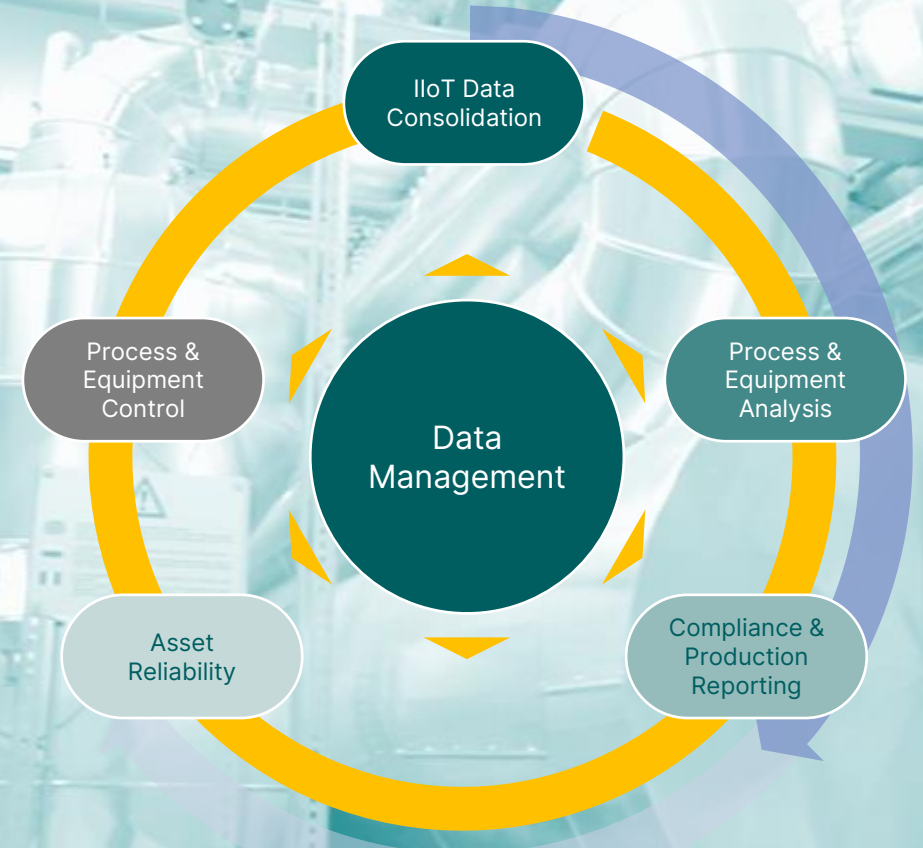 IIoT Data
Consolidation
Process &
Equipment
Control
Process &
Equipment
Analysis
Data
Management
Asset
Reliability
Compliance &
Production
Reporting